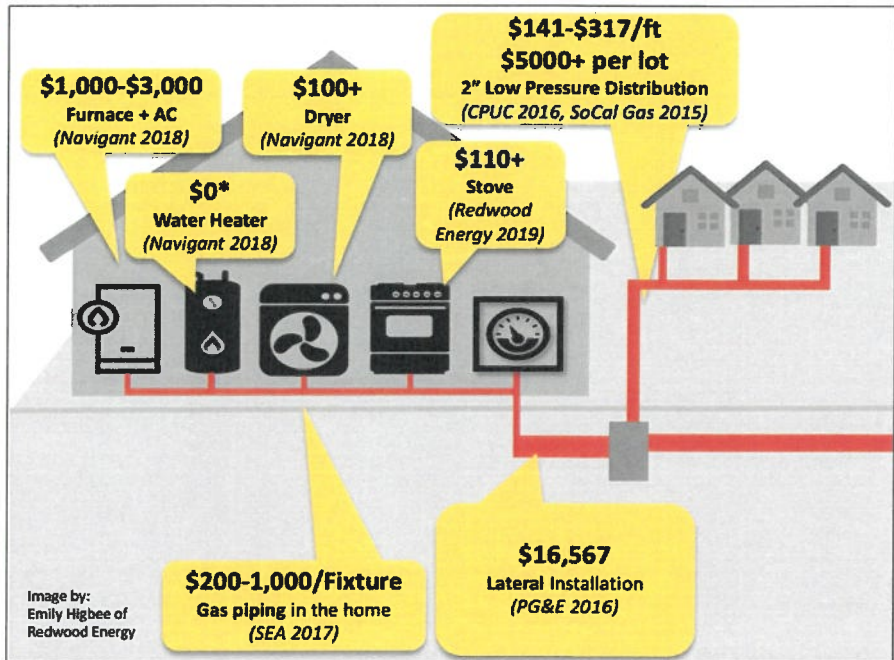 $1,000-$3,000
Furnace + AC
(Navigant 2018)
$100+
Dryer
(Navigant 2018)
$141-$317/ft
$5000+ per lot
2” Low Pressure Distribution
(CPUC 2016, SoCal Gas 2015)
$0*
Water Heater
(Navigant 2018)
$110+
Stove
(Redwood
Energy 2019)
$200-1,000/Fixture
Gas piping in the home
(SEA 2017)
$16,567
Lateral Installation
(PG&E 2016)
Image by:
Emily Higbee of
Redwood Energy